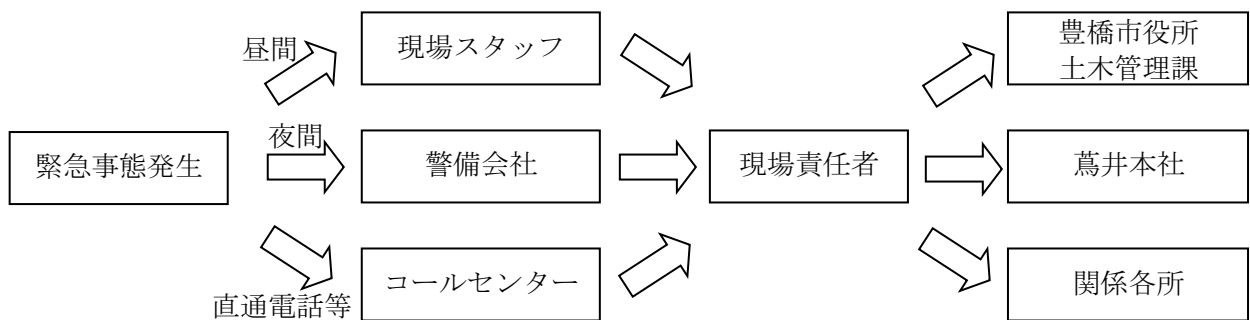 昼間
現場スタッフ
豊橋市役所
土木管理課
夜間
緊急事態発生
警備会社
現場責任者
蔦井本社
直通電話等
コールセンター
関係各所